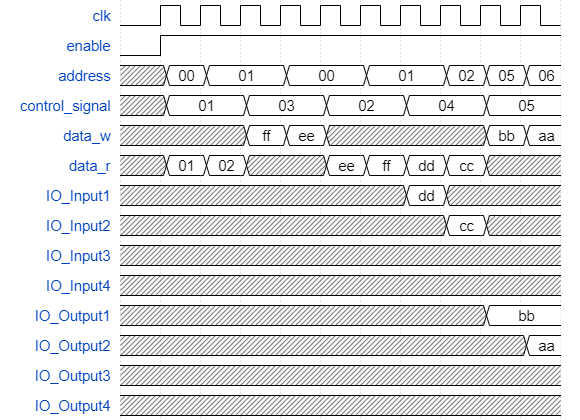 clk
enable
address 00 01 00 01 02 05 06
control_signal 01 03 02 04 05
data_w ff ee bb aa
data_r 01 02 ee ff dd cc
IO_Input1 dd
IO_Input2 cc
IO_Input3
IO_Input4
IO_Output1 bb
IO_Output2 aa
IO_Output3
IO_Output4